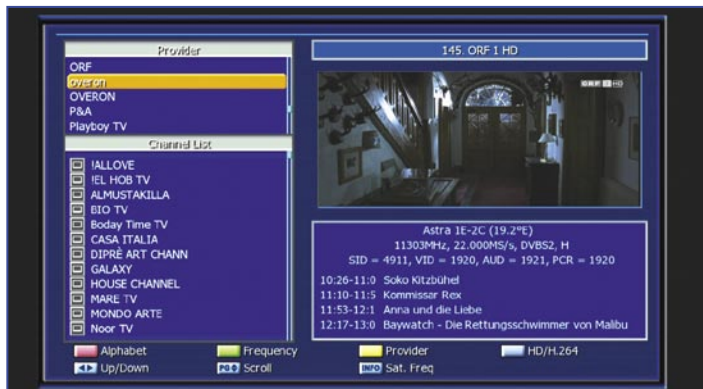 Provider
ORF
overon
OVERON
P&A
Playboy TV
Channel List
!ALLOVE
!EL HOB TV
ALMUSTAKILLA
BIO TV
Boday Time TV
CASA ITALIA
DIPRÈ ART CHANN
GALAXY
HOUSE CHANNEL
MARE TV
MONDO ARTE
Noor TV
145. ORF 1 HD
ORF 1 HD
Astra 1E-2C (19.2°E)
11303MHz, 22.000MS/s, DVBS2, H
SID = 4911, VID = 1920, AUD = 1921, PCR = 1920
10:26-11:0 Soko Kitzbühel
11:10-11:5 Kommissar Rex
11:53-12:1 Anna und die Liebe
12:17-13:0 Baywatch - Die Rettungsschwimmer von Malibu
Alphabet Frequency Provider HD/H.264
Up/Down PG Scroll INFO Sat. Freq